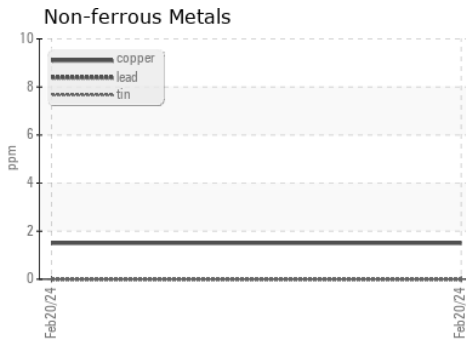 Non-ferrous Metals
10
copper
lead
tin
8
6
ppm
4
2
0
Feb20/24
Feb20/24